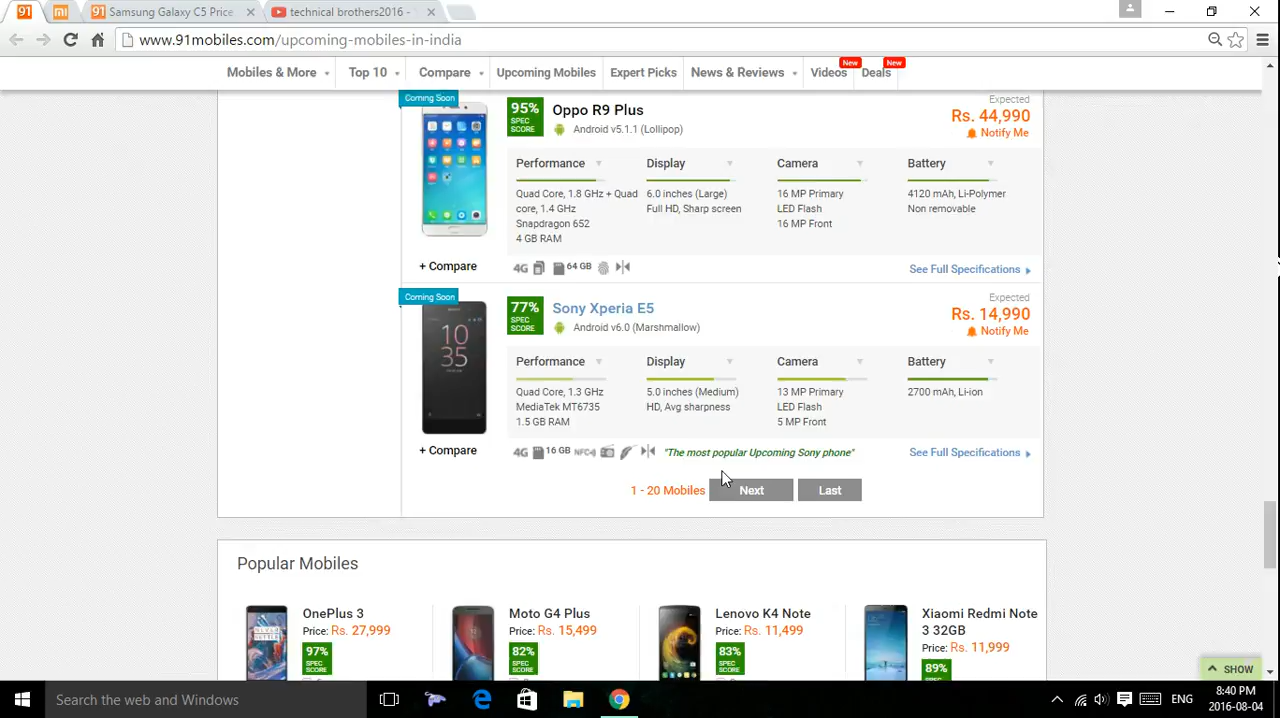 91
mi
91 Samsung Galaxy C5 Price
technical brothers2016 -
www.91mobiles.com/upcoming-mobiles-in-india
Mobiles & More
Top 10
Compare
Upcoming Mobiles
Expert Picks
News & Reviews
Videos
New
Deals
New
Coming Soon
95%
SPEC
SCORE
Oppo R9 Plus
Android v5.1.1 (Lollipop)
Expected
Rs. 44,990
Notify Me
Performance
Quad Core, 1.8 GHz + Quad
core, 1.4 GHz
Snapdragon 652
4 GB RAM
Display
6.0 inches (Large)
Full HD, Sharp screen
Camera
16 MP Primary
LED Flash
16 MP Front
Battery
4120 mAh, Li-Polymer
Non removable
+ Compare
4G
64 GB
See Full Specifications
Coming Soon
10
35
77%
SPEC
SCORE
Sony Xperia E5
Android v6.0 (Marshmallow)
Expected
Rs. 14,990
Notify Me
Performance
Quad Core, 1.3 GHz
MediaTek MT6735
1.5 GB RAM
Display
5.0 inches (Medium)
HD, Avg sharpness
Camera
13 MP Primary
LED Flash
5 MP Front
Battery
2700 mAh, Li-ion
+ Compare
4G
16 GB
NFC
"The most popular Upcoming Sony phone"
See Full Specifications
1 - 20 Mobiles
Next
Last
Popular Mobiles
OnePlus 3
Price: Rs. 27,999
97%
SPEC
SCORE
Moto G4 Plus
Price: Rs. 15,499
82%
SPEC
SCORE
Lenovo K4 Note
Price: Rs. 11,499
83%
SPEC
SCORE
Xiaomi Redmi Note
3 32GB
Price: Rs. 11,999
89%
SPEC
SHOW
Search the web and Windows
ENG
8:40 PM
2016-08-04